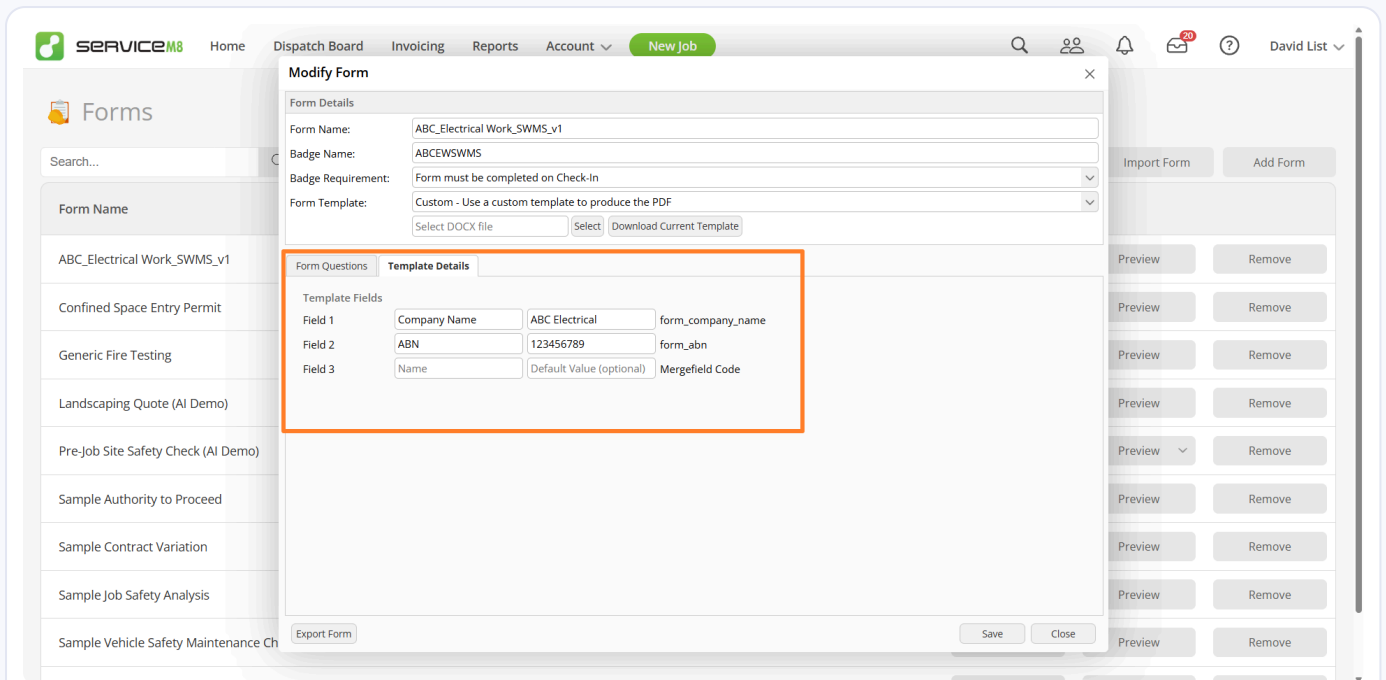 SERVICEM8 Home Dispatch Board Invoicing Reports Account New Job 20 ? David List
Modify Form
Forms
Form Details
Form Name: ABC_Electrical Work_SWMS_v1
Badge Name: ABCEWSWMS
Badge Requirement: Form must be completed on Check-In
Form Template: Custom - Use a custom template to produce the PDF
Select DOCX file Select Download Current Template
Search...
Import Form Add Form
Form Name
Form Questions Template Details
Template Fields
Field 1 Company Name ABC Electrical form_company_name
Field 2 ABN 123456789 form_abn
Field 3 Name Default Value (optional) Mergefield Code
ABC_Electrical Work_SWMS_v1 Preview Remove
Confined Space Entry Permit Preview Remove
Generic Fire Testing Preview Remove
Landscaping Quote (AI Demo) Preview Remove
Pre-Job Site Safety Check (AI Demo) Preview Remove
Sample Authority to Proceed Preview Remove
Sample Contract Variation Preview Remove
Sample Job Safety Analysis Preview Remove
Sample Vehicle Safety Maintenance Ch Preview Remove
Export Form Save Close